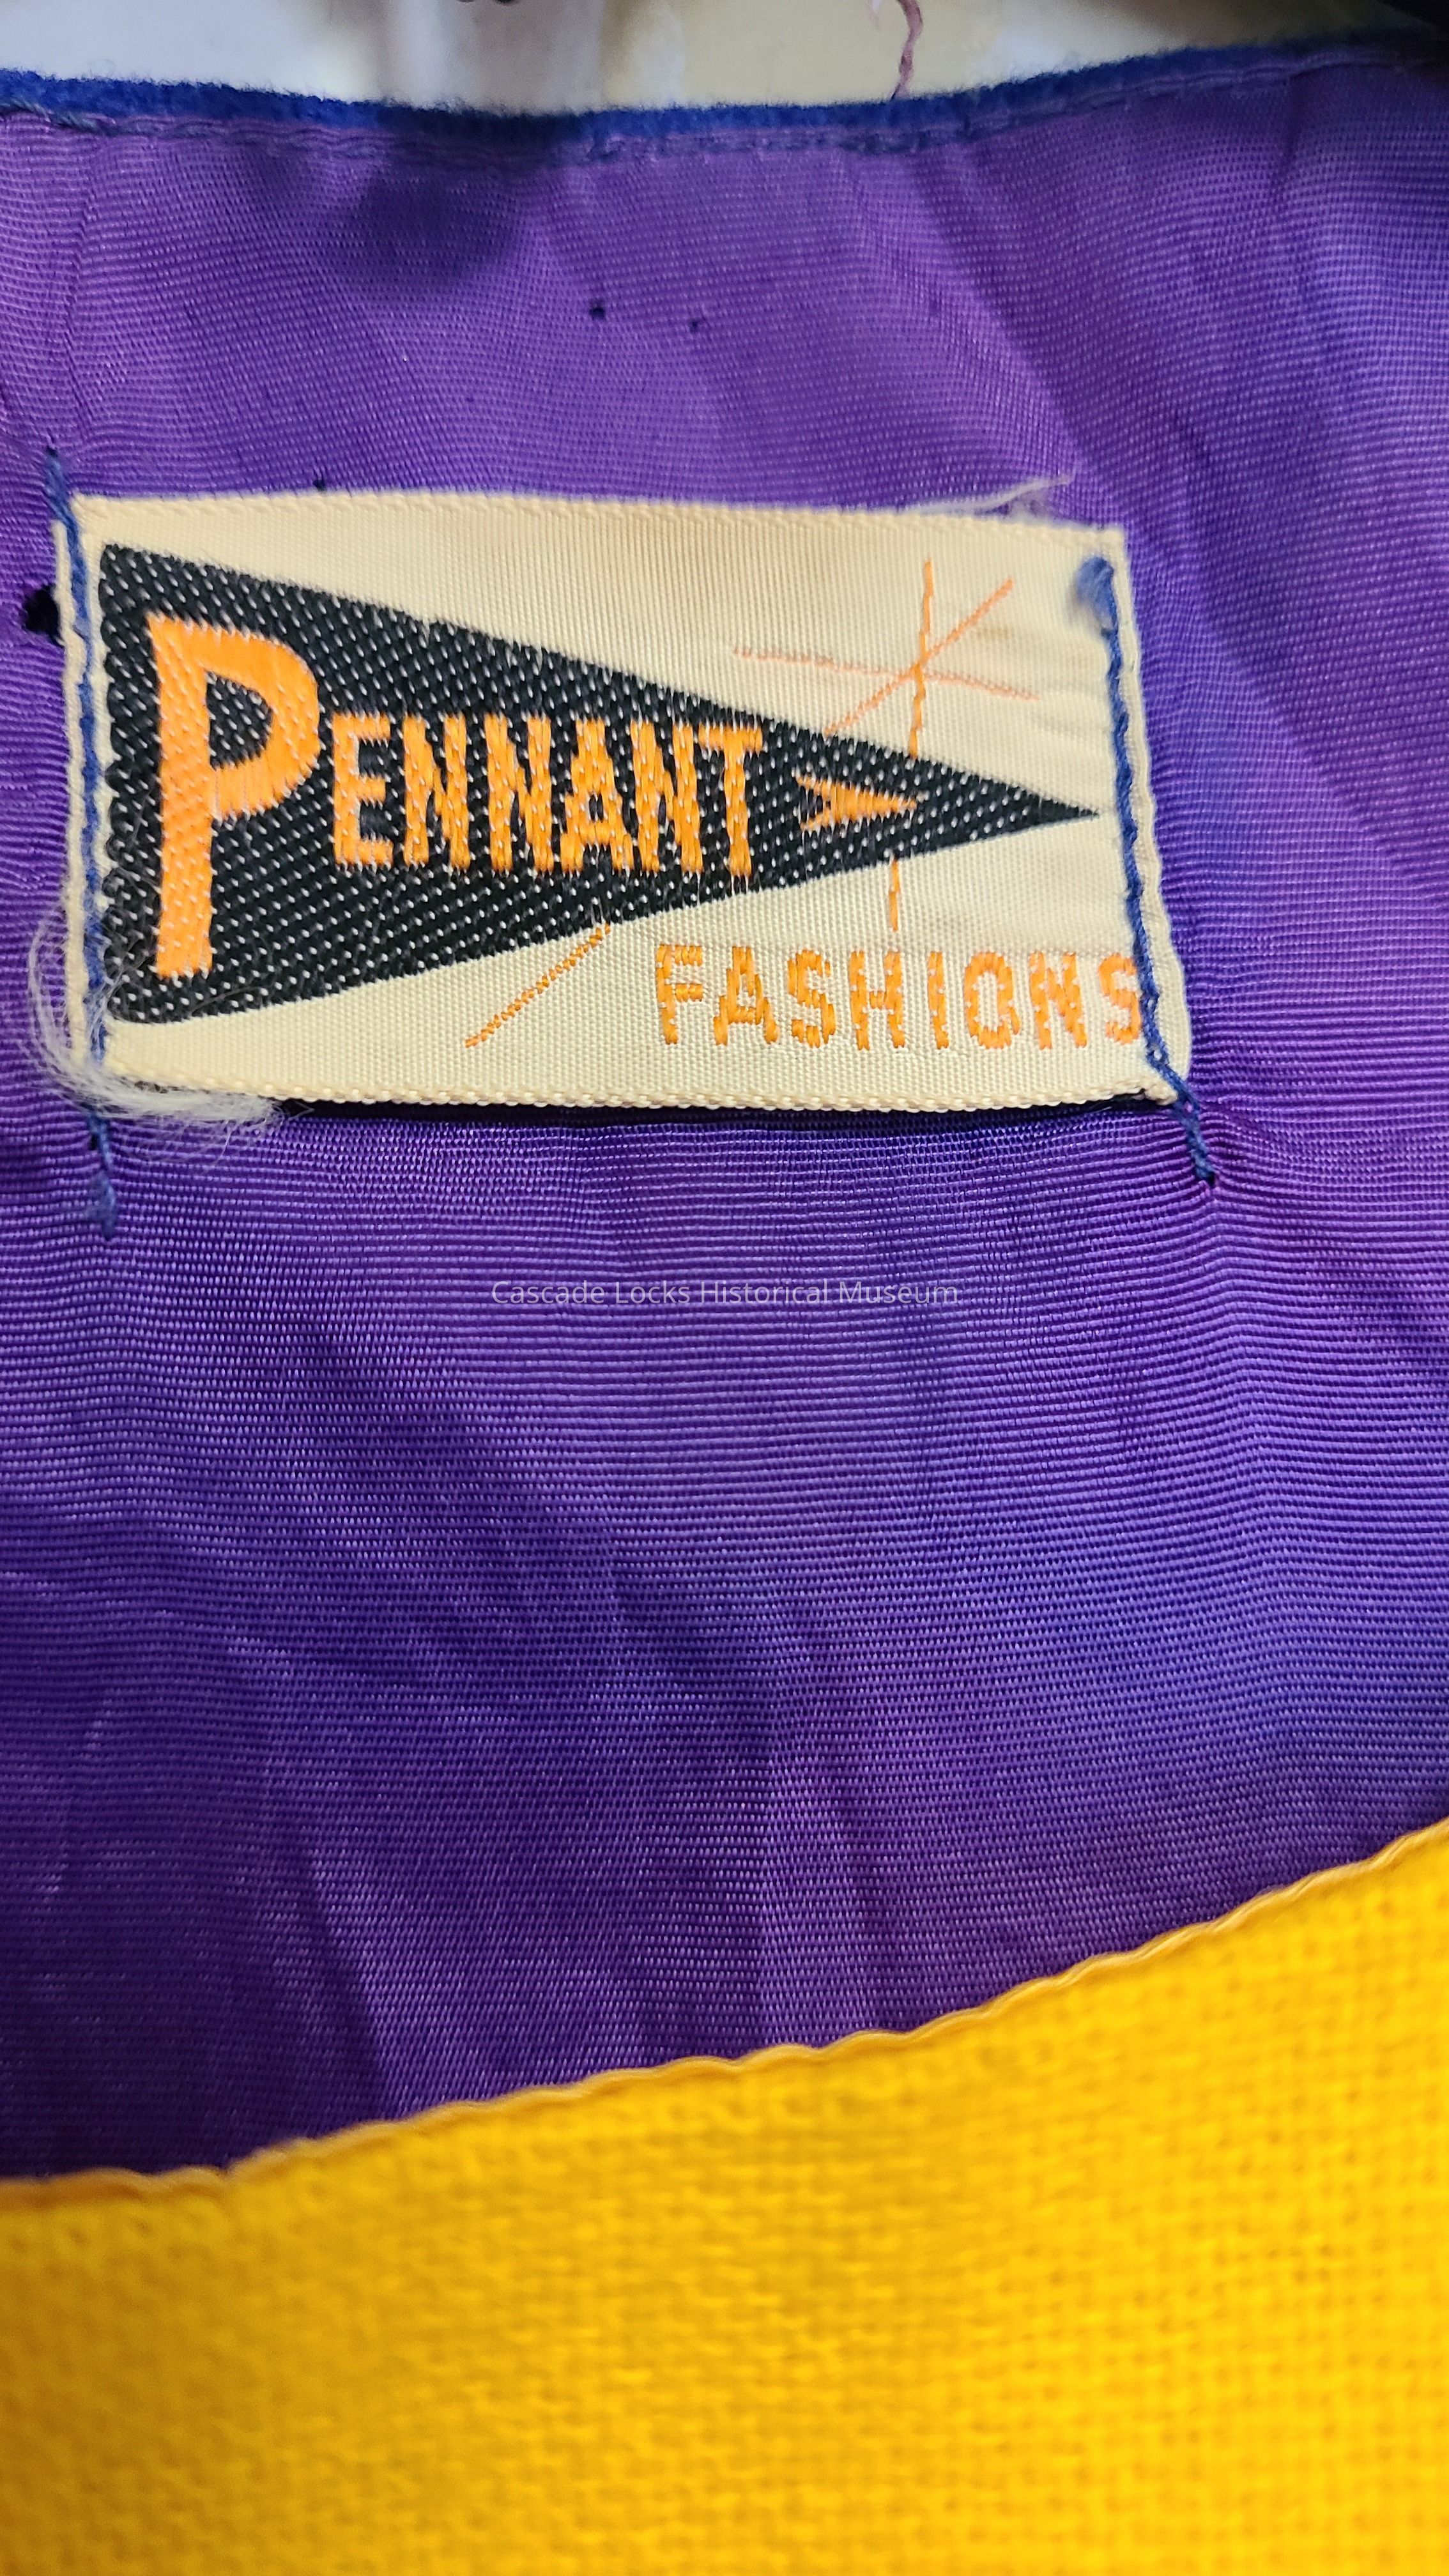 PENNANT
FASHIONS
Cascade Locks Historical Museum